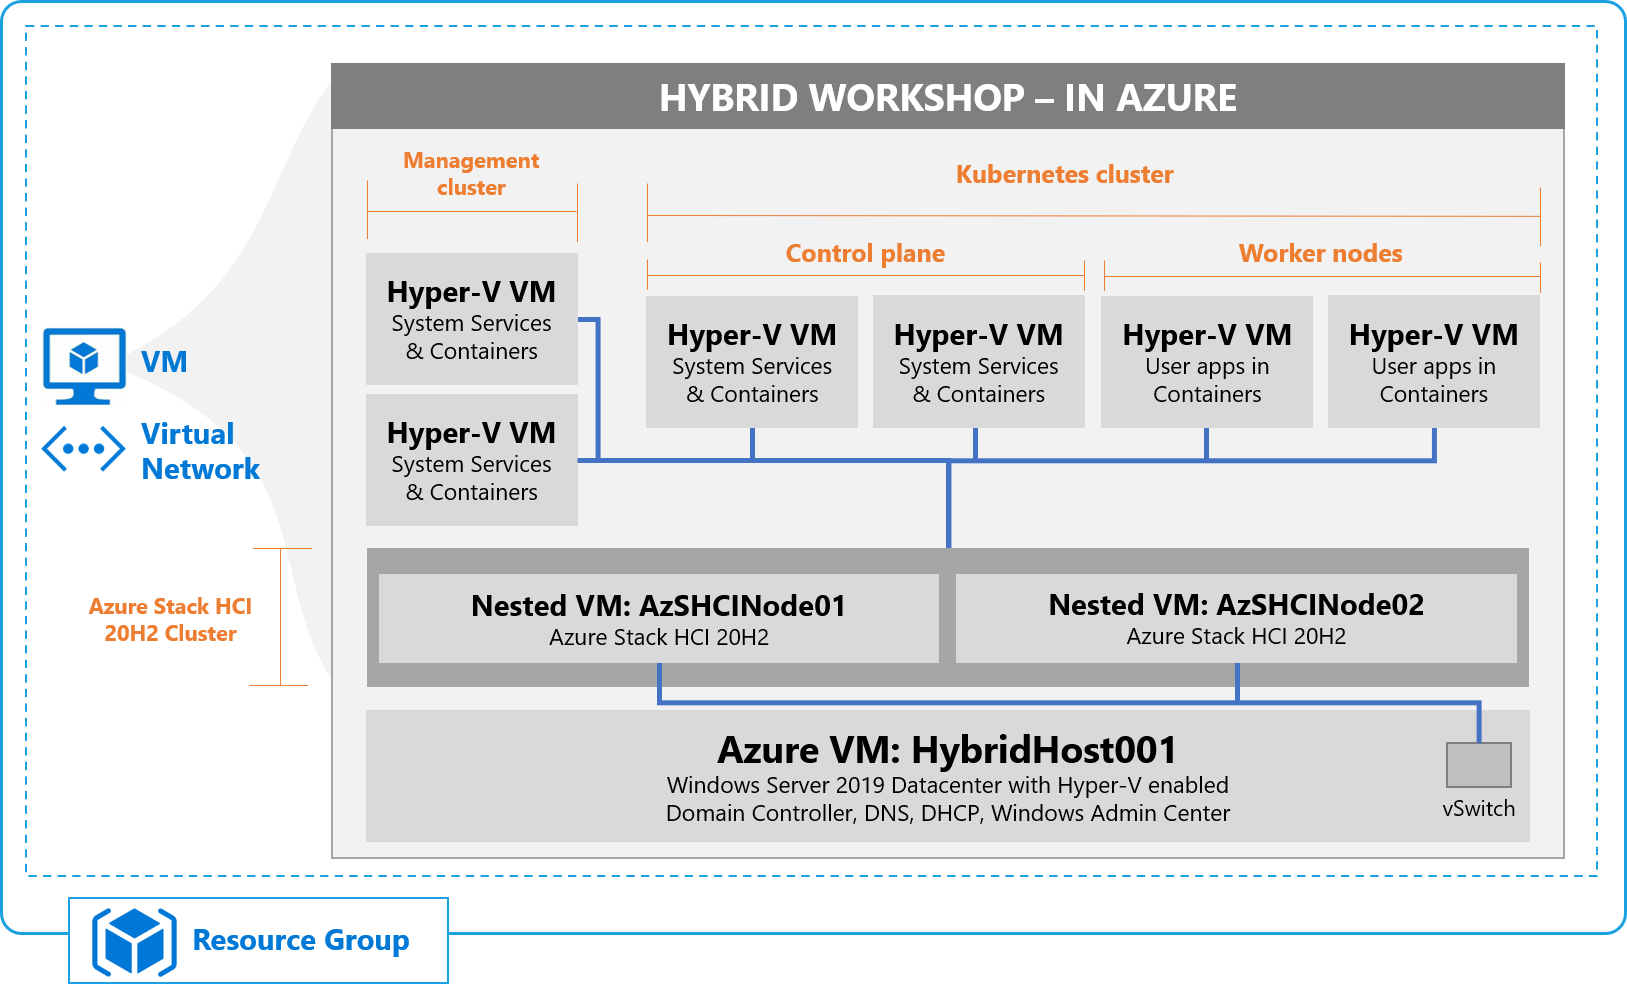 HYBRID WORKSHOP – IN AZURE
Management
cluster
Kubernetes cluster
Control plane
Worker nodes
Hyper-V VM
System Services
& Containers
Hyper-V VM
System Services
& Containers
Hyper-V VM
System Services
& Containers
Hyper-V VM
System Services
& Containers
Hyper-V VM
User apps in
Containers
Hyper-V VM
User apps in
Containers
VM
Virtual
Network
Azure Stack HCI
20H2 Cluster
Nested VM: AzSHCINode01
Azure Stack HCI 20H2
Nested VM: AzSHCINode02
Azure Stack HCI 20H2
Azure VM: HybridHost001
Windows Server 2019 Datacenter with Hyper-V enabled
Domain Controller, DNS, DHCP, Windows Admin Center
vSwitch
Resource Group